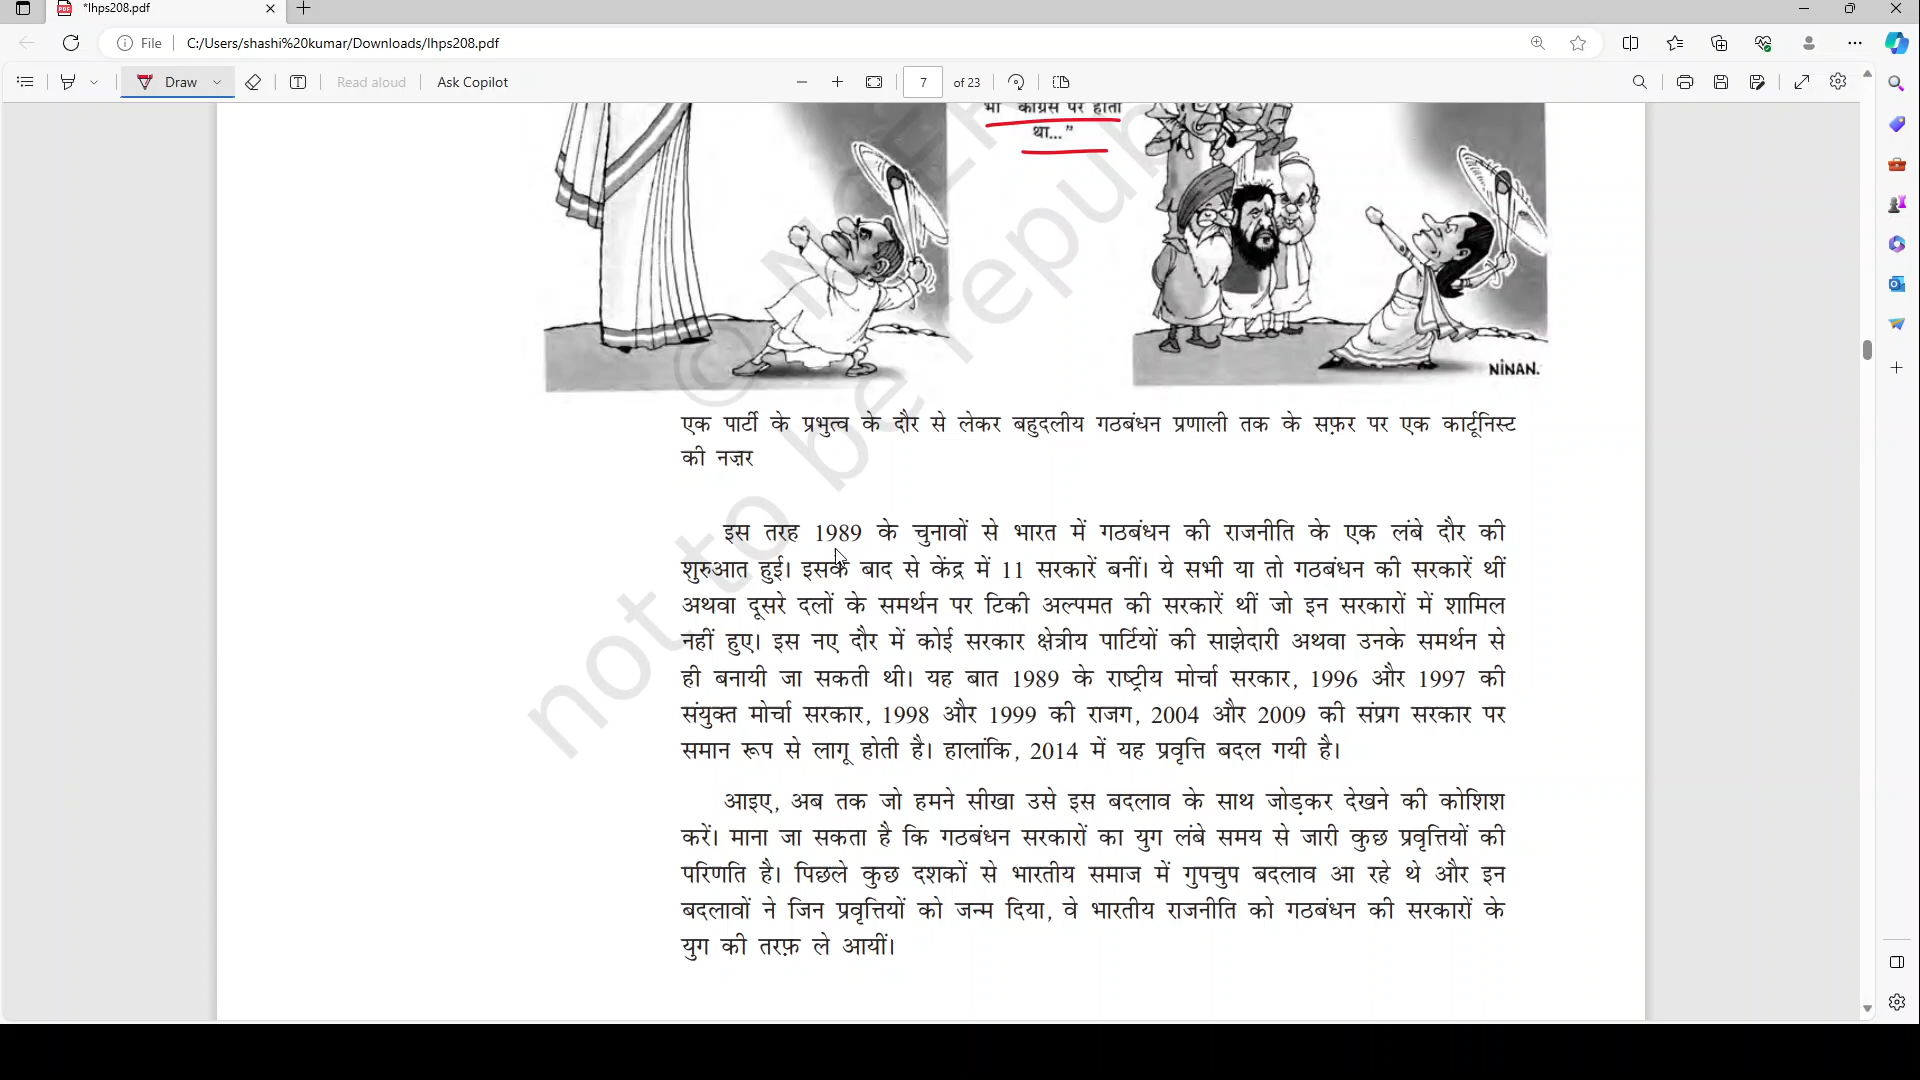 *lhps208.pdf
File
C:/Users/shashi%20kumar/Downloads/lhps208.pdf
Draw
Read aloud
Ask Copilot
7
of 23
भी काँग्रेस पर होता
था..."
NINAN.
एक पार्टी के प्रभुत्व के दौर से लेकर बहुदलीय गठबंधन प्रणाली तक के सफ़र पर एक कार्टूनिस्ट
की नज़र
इस तरह 1989 के चुनावों से भारत में गठबंधन की राजनीति के एक लंबे दौर की
शुरुआत हुई। इसके बाद से केंद्र में 11 सरकारें बनीं। ये सभी या तो गठबंधन की सरकारें थीं
अथवा दूसरे दलों के समर्थन पर टिकी अल्पमत की सरकारें थीं जो इन सरकारों में शामिल
नहीं हुए। इस नए दौर में कोई सरकार क्षेत्रीय पार्टियों की साझेदारी अथवा उनके समर्थन से
ही बनायी जा सकती थी। यह बात 1989 के राष्ट्रीय मोर्चा सरकार, 1996 और 1997 की
संयुक्त मोर्चा सरकार, 1998 और 1999 की राजग, 2004 और 2009 की संप्रग सरकार पर
समान रूप से लागू होती है। हालांकि, 2014 में यह प्रवृत्ति बदल गयी है।
आइए, अब तक जो हमने सीखा उसे इस बदलाव के साथ जोड़कर देखने की कोशिश
करें। माना जा सकता है कि गठबंधन सरकारों का युग लंबे समय से जारी कुछ प्रवृत्तियों की
परिणति है। पिछले कुछ दशकों से भारतीय समाज में गुपचुप बदलाव आ रहे थे और इन
बदलावों ने जिन प्रवृत्तियों को जन्म दिया, वे भारतीय राजनीति को गठबंधन की सरकारों के
युग की तरफ़ ले आयीं।
not to be repu